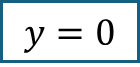 y = 0